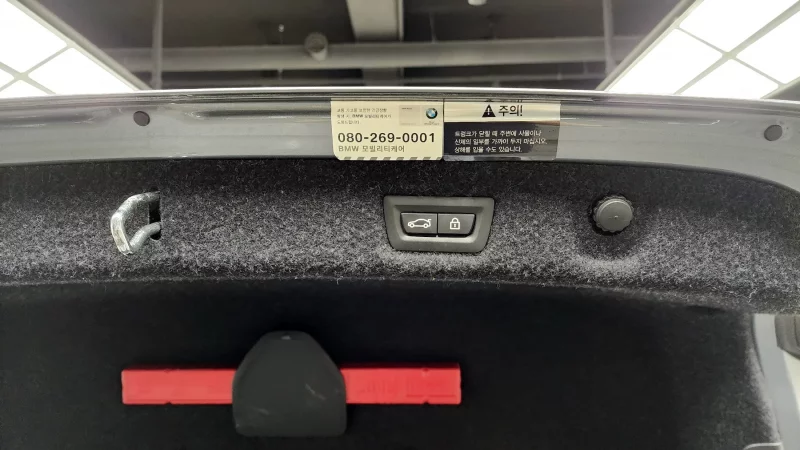 080-269-0001
BMW 모빌리티케어
주의!
트렁크가 닫힐 때 주변에 사물이나
신체의 일부를 가까이 두지 마십시오.
상해를 입을 수도 있습니다.